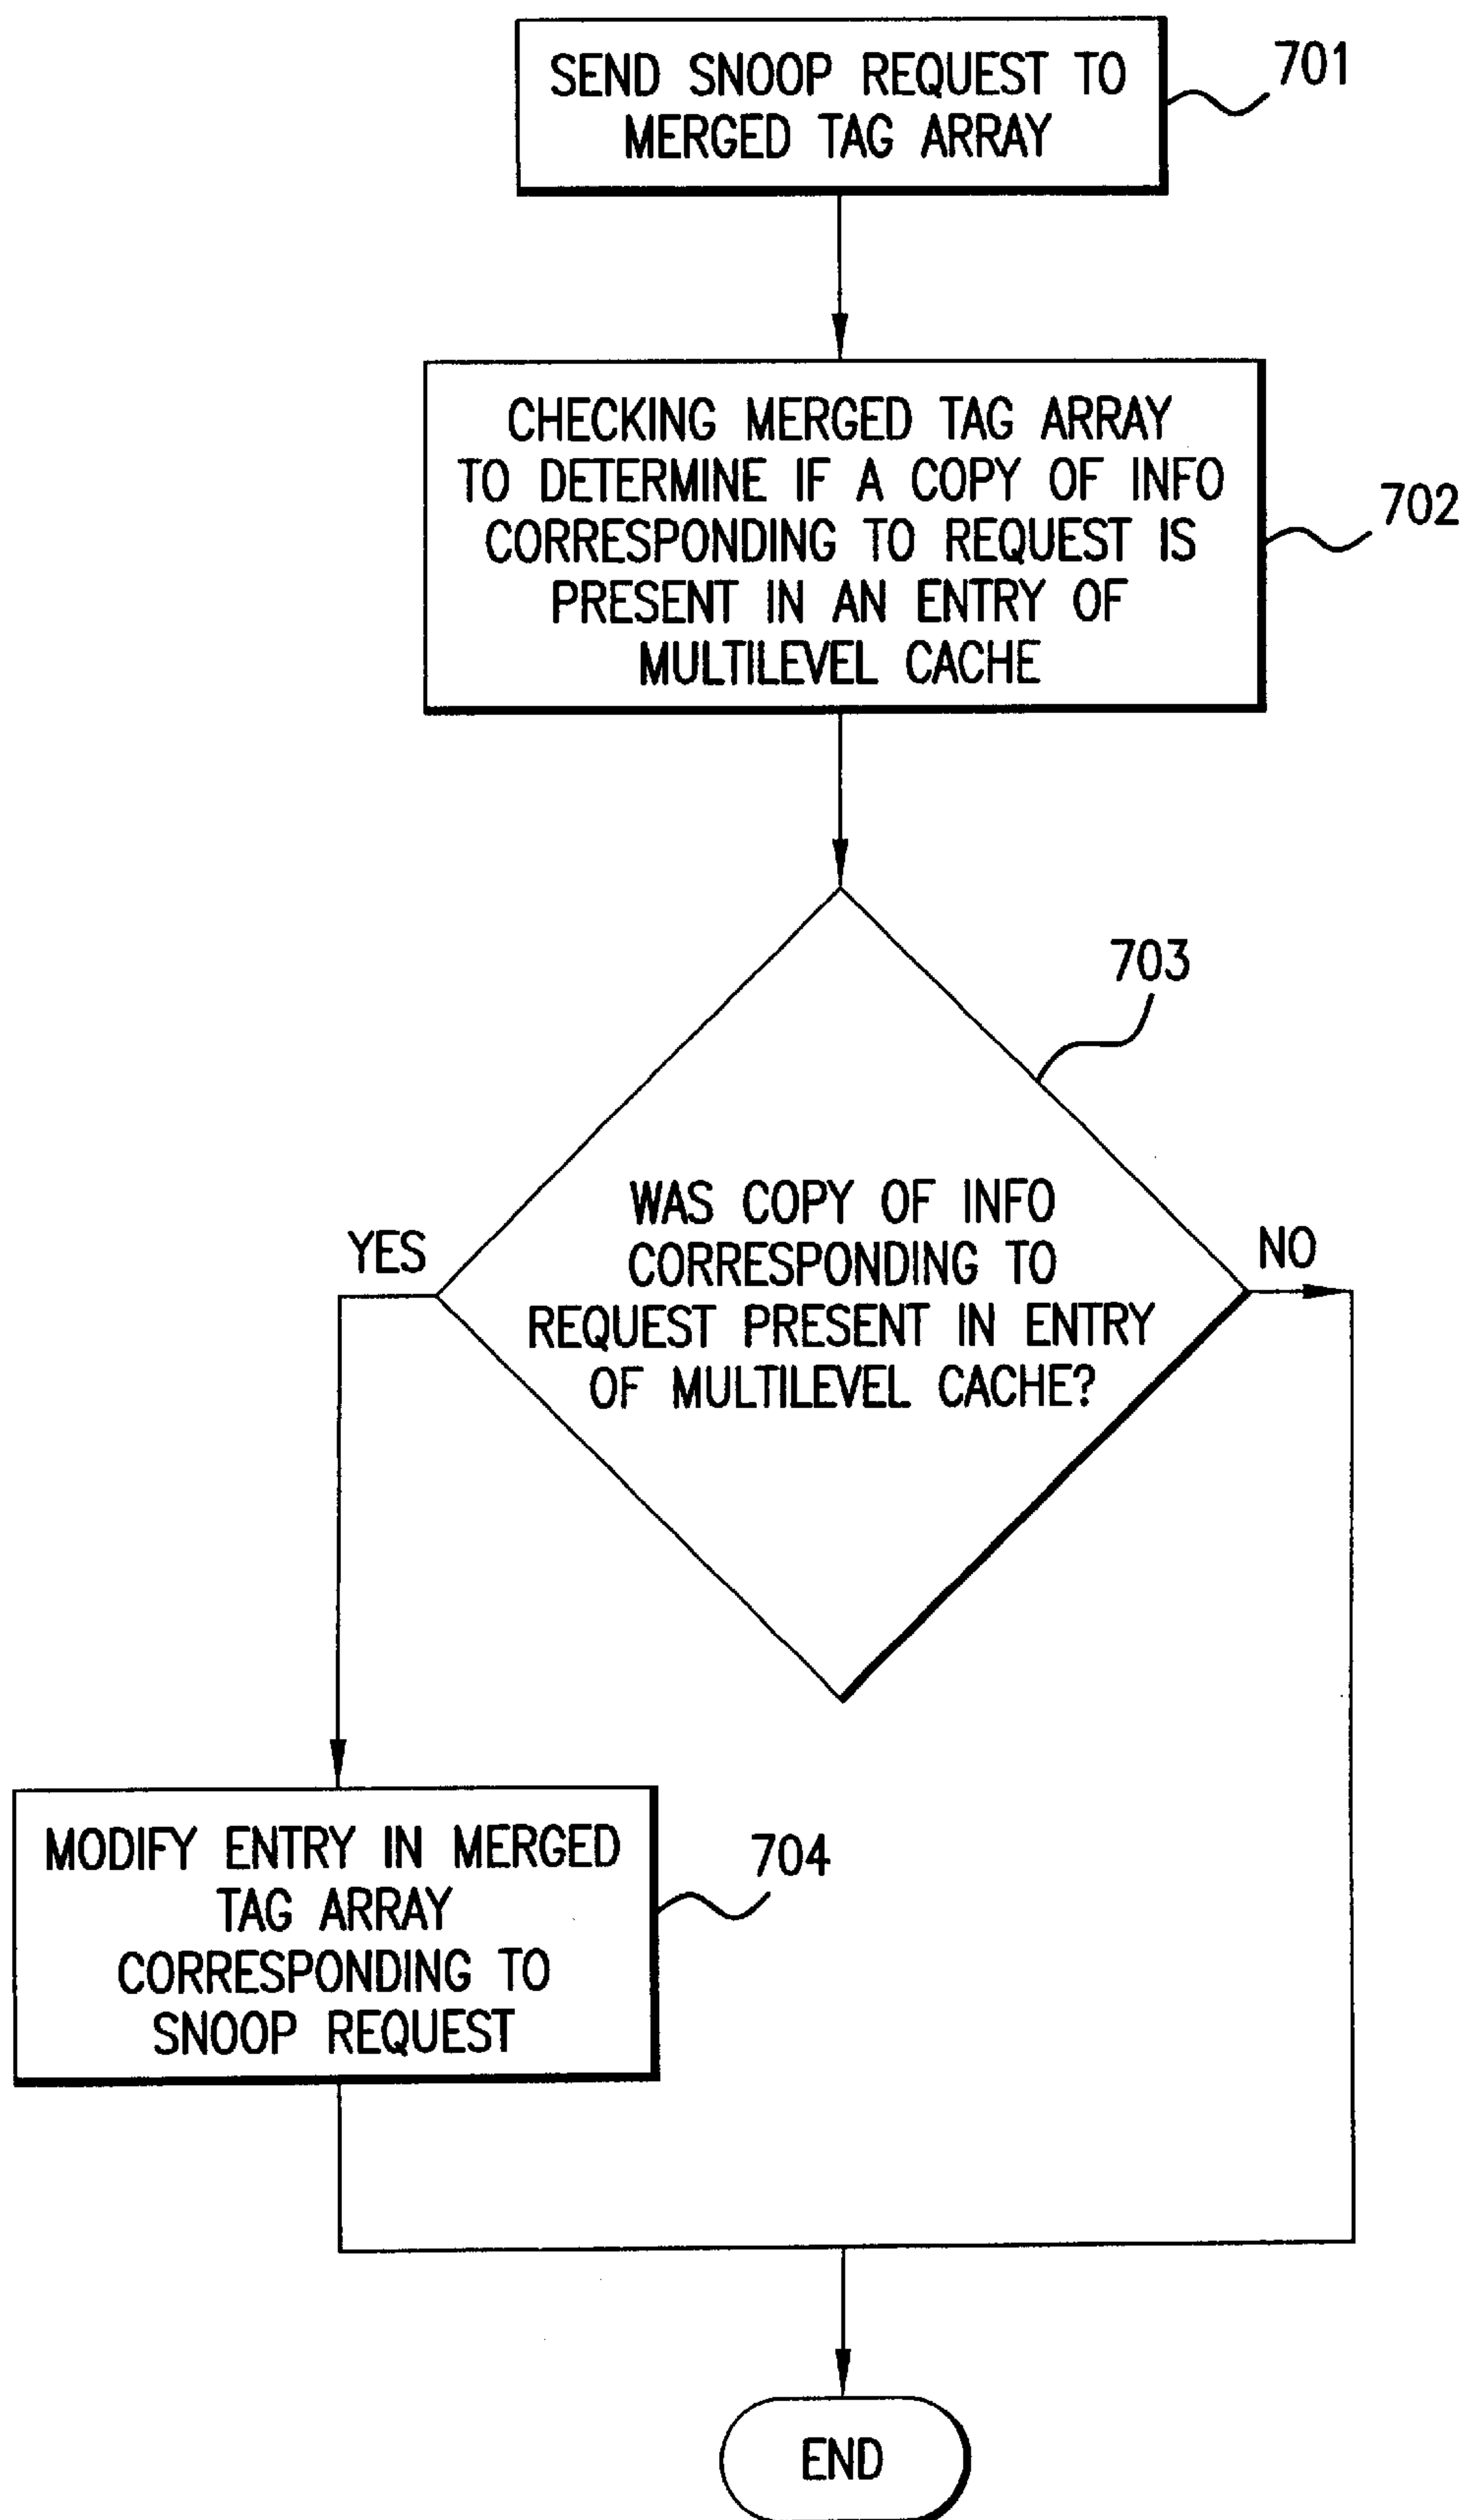 SEND SNOOP REQUEST TO
MERGED TAG ARRAY
701
CHECKING MERGED TAG ARRAY
TO DETERMINE IF A COPY OF INFO
CORRESPONDING TO REQUEST IS
PRESENT IN AN ENTRY OF
MULTILEVEL CACHE
702
703
WAS COPY OF INFO
CORRESPONDING TO
REQUEST PRESENT IN ENTRY
OF MULTILEVEL CACHE?
YES
NO
MODIFY ENTRY IN MERGED
TAG ARRAY
CORRESPONDING TO
SNOOP REQUEST
704
END